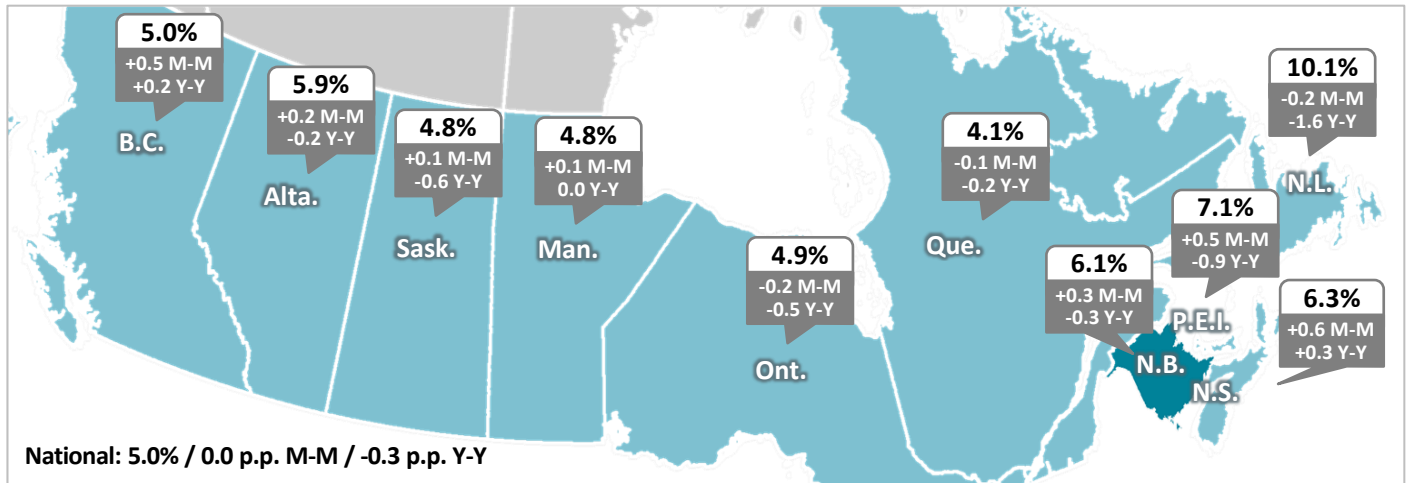 5.0%
+0.5 M-M
+0.2 Y-Y
B.C.
5.9%
+0.2 M-M
-0.2 Y-Y
Alta.
4.8%
+0.1 M-M
-0.6 Y-Y
Sask.
4.8%
+0.1 M-M
0.0 Y-Y
Man.
4.9%
-0.2 M-M
-0.5 Y-Y
Ont.
4.1%
-0.1 M-M
-0.2 Y-Y
Que.
10.1%
-0.2 M-M
-1.6 Y-Y
N.L.
7.1%
+0.5 M-M
-0.9 Y-Y
P.E.I.
6.1%
+0.3 M-M
-0.3 Y-Y
N.B.
6.3%
+0.6 M-M
+0.3 Y-Y
N.S.
National: 5.0% / 0.0 p.p. M-M / -0.3 p.p. Y-Y